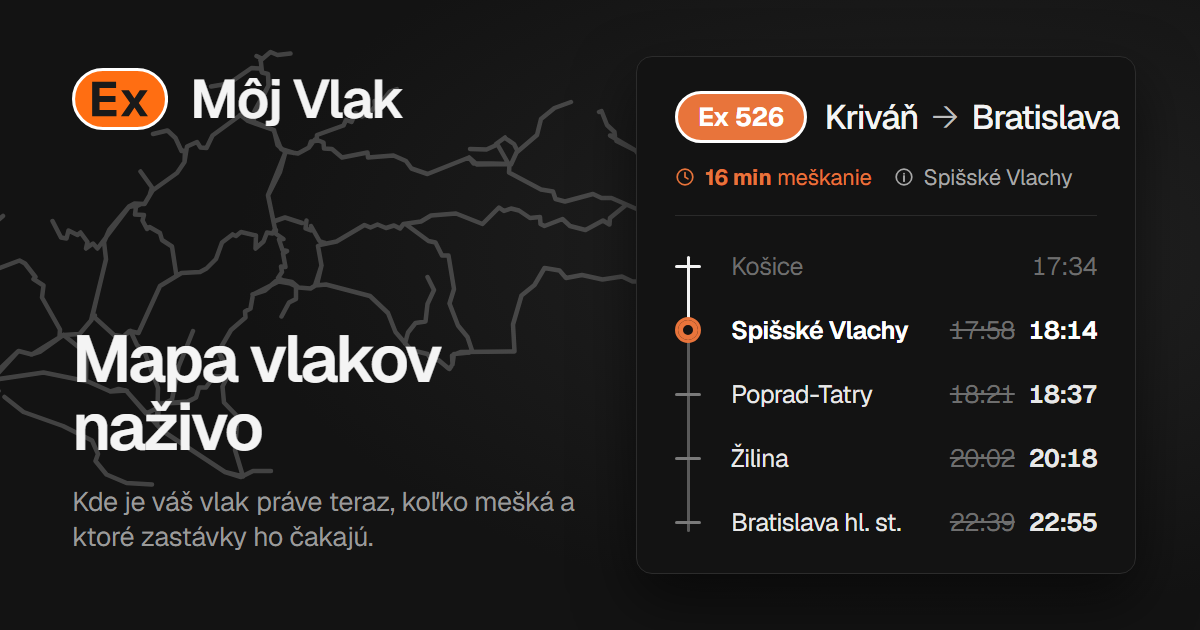 Ex Môj Vlak
Mapa vlakov
naživo
Kde je váš vlak práve teraz, koľko mešká a
ktoré zastávky ho čakajú.
Ex 526 Kriváň → Bratislava
16 min meškanie Spišské Vlachy
Košice 17:34
Spišské Vlachy 17:58 18:14
Poprad-Tatry 18:21 18:37
Žilina 20:02 20:18
Bratislava hl. st. 22:39 22:55